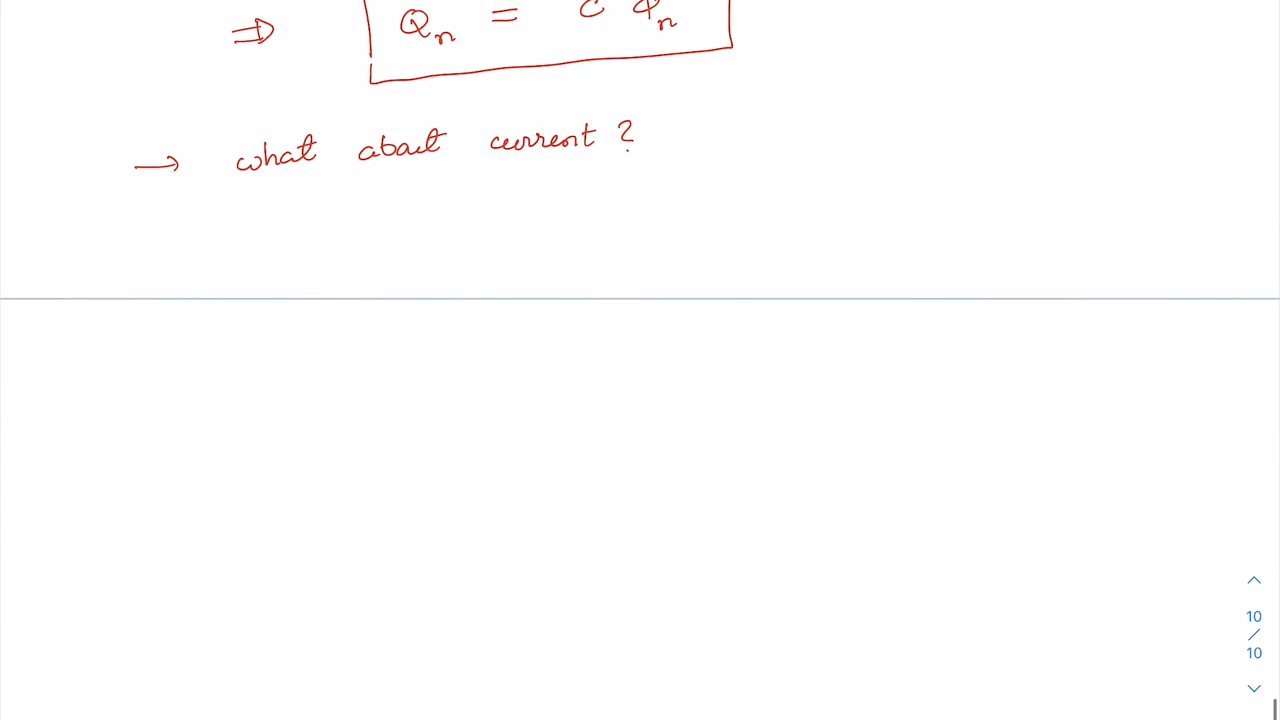 ⇒ Qn = C Φn
→ what about current ?
10
/
10